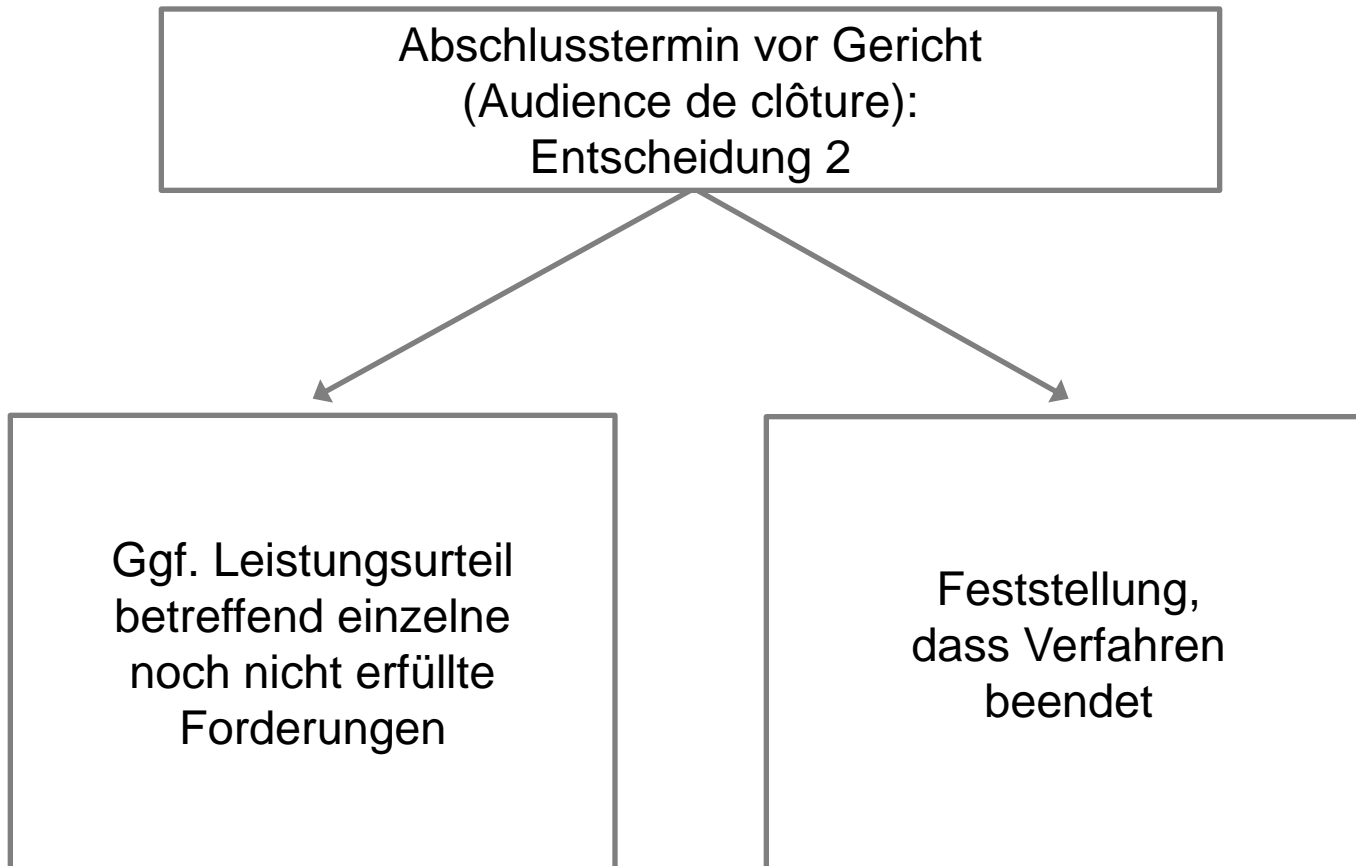 Abschlusstermin vor Gericht
(Audience de clôture):
Entscheidung 2
Ggf. Leistungsurteil
betreffend einzelne
noch nicht erfüllte
Forderungen
Feststellung,
dass Verfahren
beendet